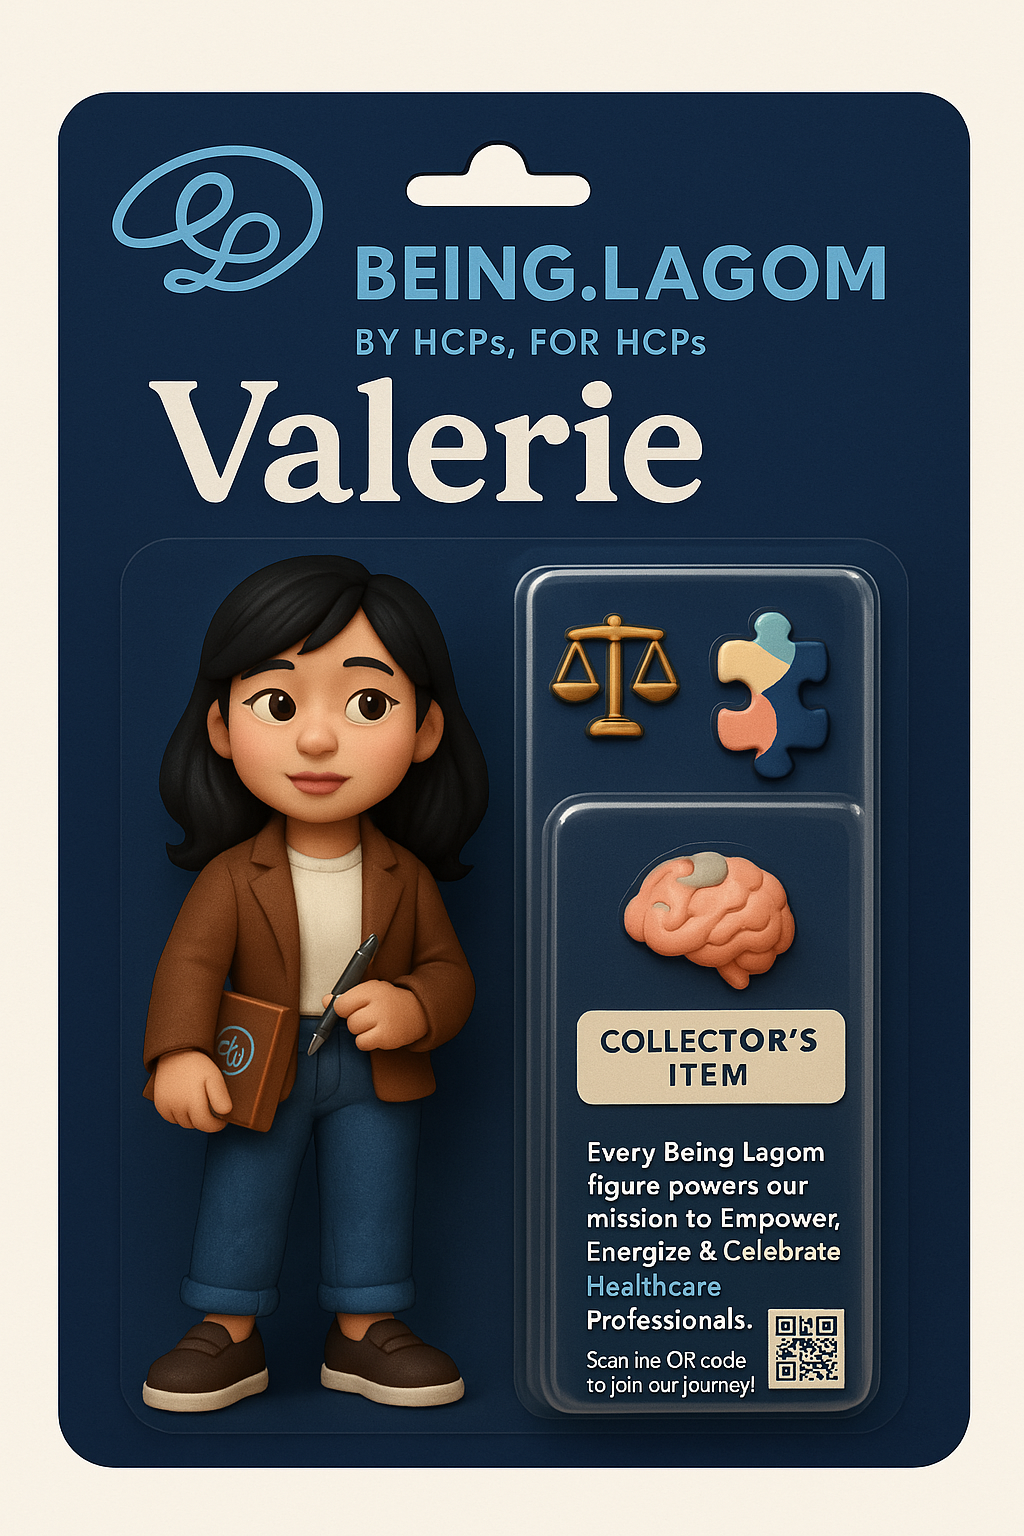 BEING.LAGOM
BY HCPs, FOR HCPs
Valerie
COLLECTOR'S
ITEM
Every Being Lagom
figure powers our
mission to Empower,
Energize & Celebrate
Healthcare
Professionals.
Scan ine OR code
to join our journey!